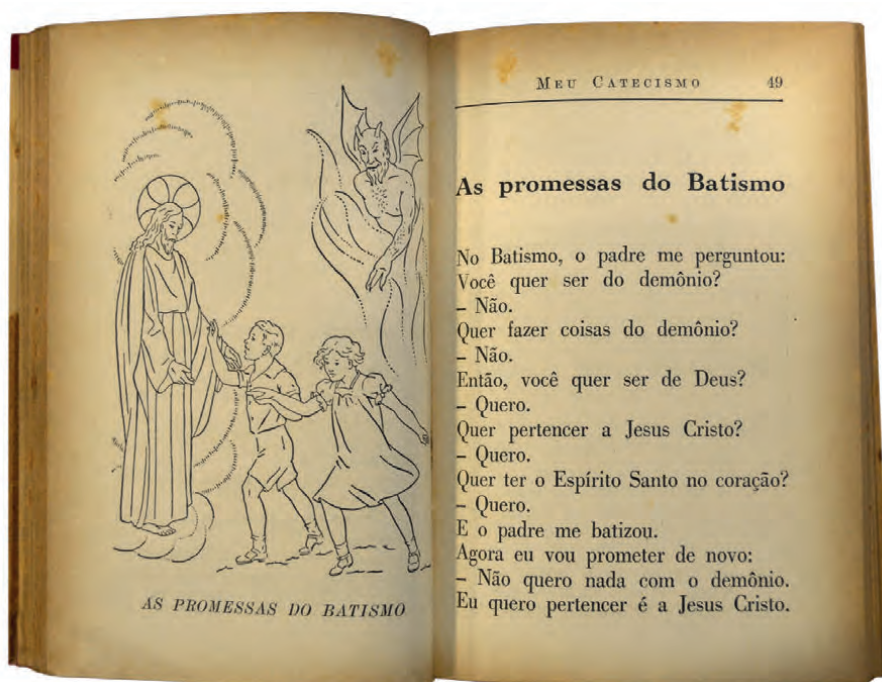 AS PROMESSAS DO BATISMO
MEU CATECISMO 49
As promessas do Batismo
No Batismo, o padre me perguntou:
Você quer ser do demônio?
– Não.
Quer fazer coisas do demônio?
– Não.
Então, você quer ser de Deus?
– Quero.
Quer pertencer a Jesus Cristo?
– Quero.
Quer ter o Espírito Santo no coração?
– Quero.
E o padre me batizou.
Agora eu vou prometer de novo:
– Não quero nada com o demônio.
Eu quero pertencer é a Jesus Cristo.